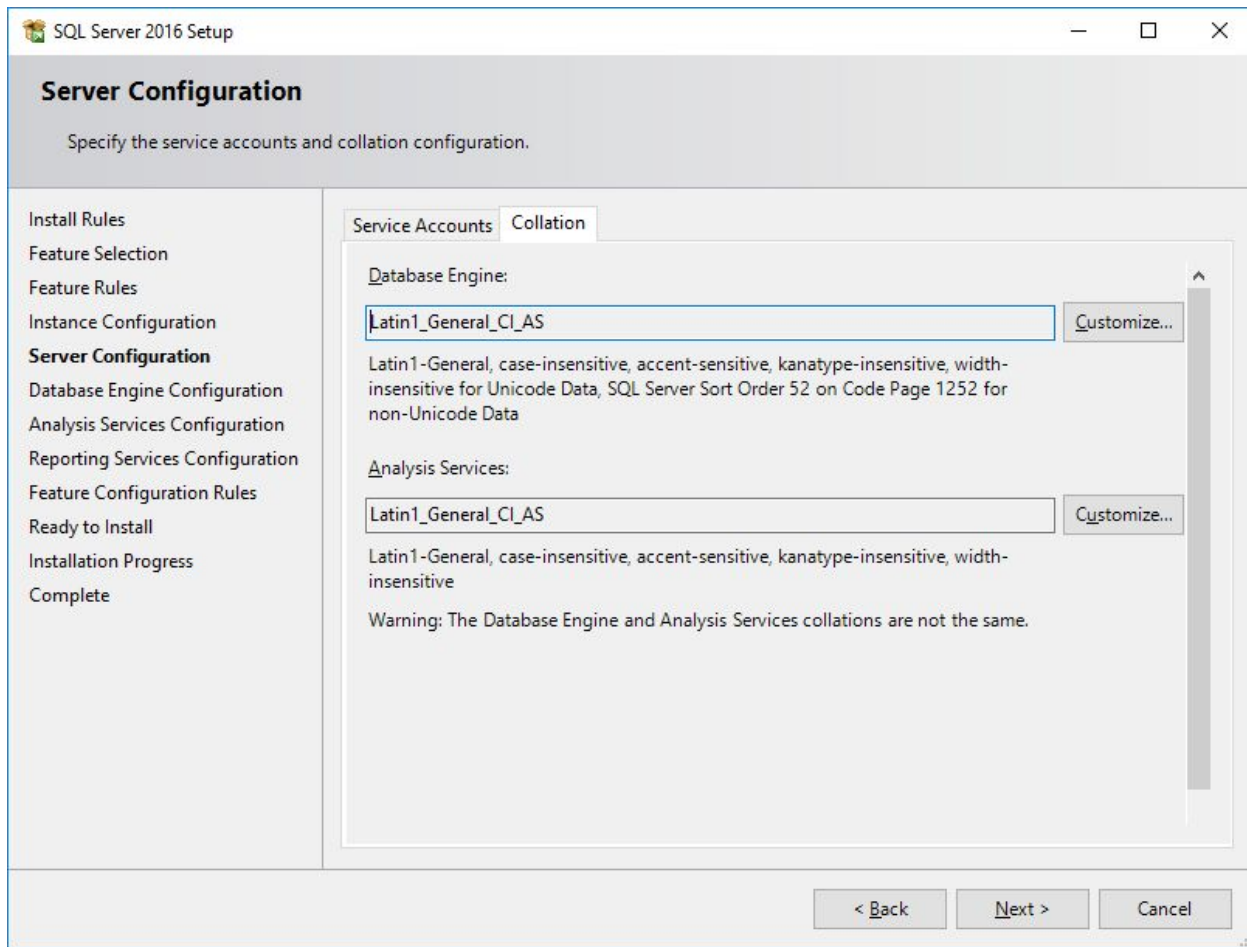 SQL Server 2016 Setup
Server Configuration
Specify the service accounts and collation configuration.
Install Rules
Feature Selection
Feature Rules
Instance Configuration
Server Configuration
Database Engine Configuration
Analysis Services Configuration
Reporting Services Configuration
Feature Configuration Rules
Ready to Install
Installation Progress
Complete
Service Accounts
Collation
Database Engine:
Latin1_General_CI_AS
Customize...
Latin1-General, case-insensitive, accent-sensitive, kanatype-insensitive, width-
insensitive for Unicode Data, SQL Server Sort Order 52 on Code Page 1252 for
non-Unicode Data
Analysis Services:
Latin1_General_CI_AS
Customize...
Latin1-General, case-insensitive, accent-sensitive, kanatype-insensitive, width-
insensitive
Warning: The Database Engine and Analysis Services collations are not the same.
< Back
Next >
Cancel